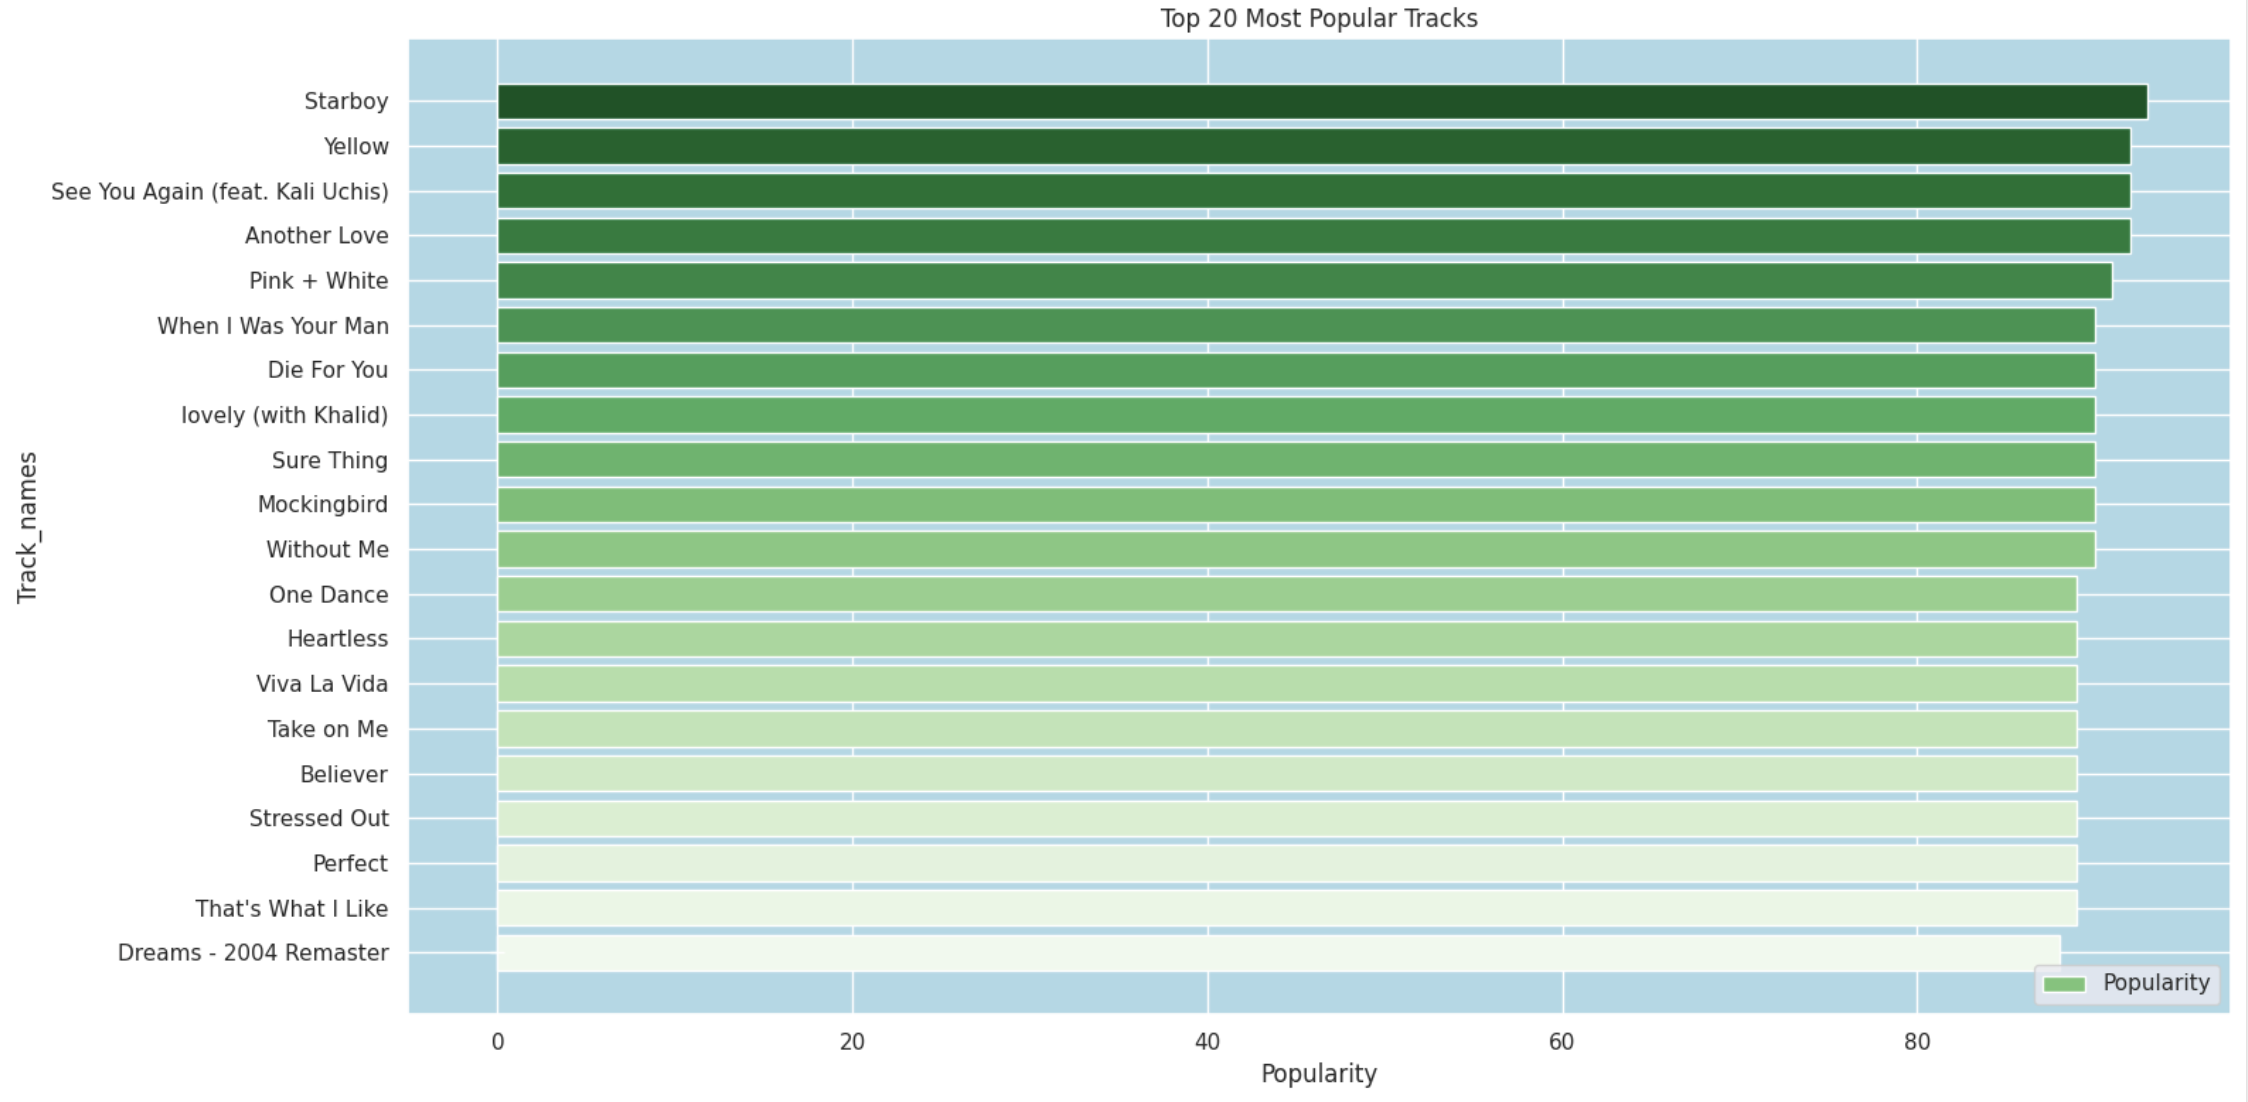 Top 20 Most Popular Tracks
Starboy
Yellow
See You Again (feat. Kali Uchis)
Another Love
Pink + White
When I Was Your Man
Die For You
lovely (with Khalid)
Sure Thing
Mockingbird
Without Me
One Dance
Heartless
Viva La Vida
Take on Me
Believer
Stressed Out
Perfect
That's What I Like
Dreams - 2004 Remaster
Track_names
Popularity
0 20 40 60 80
Popularity